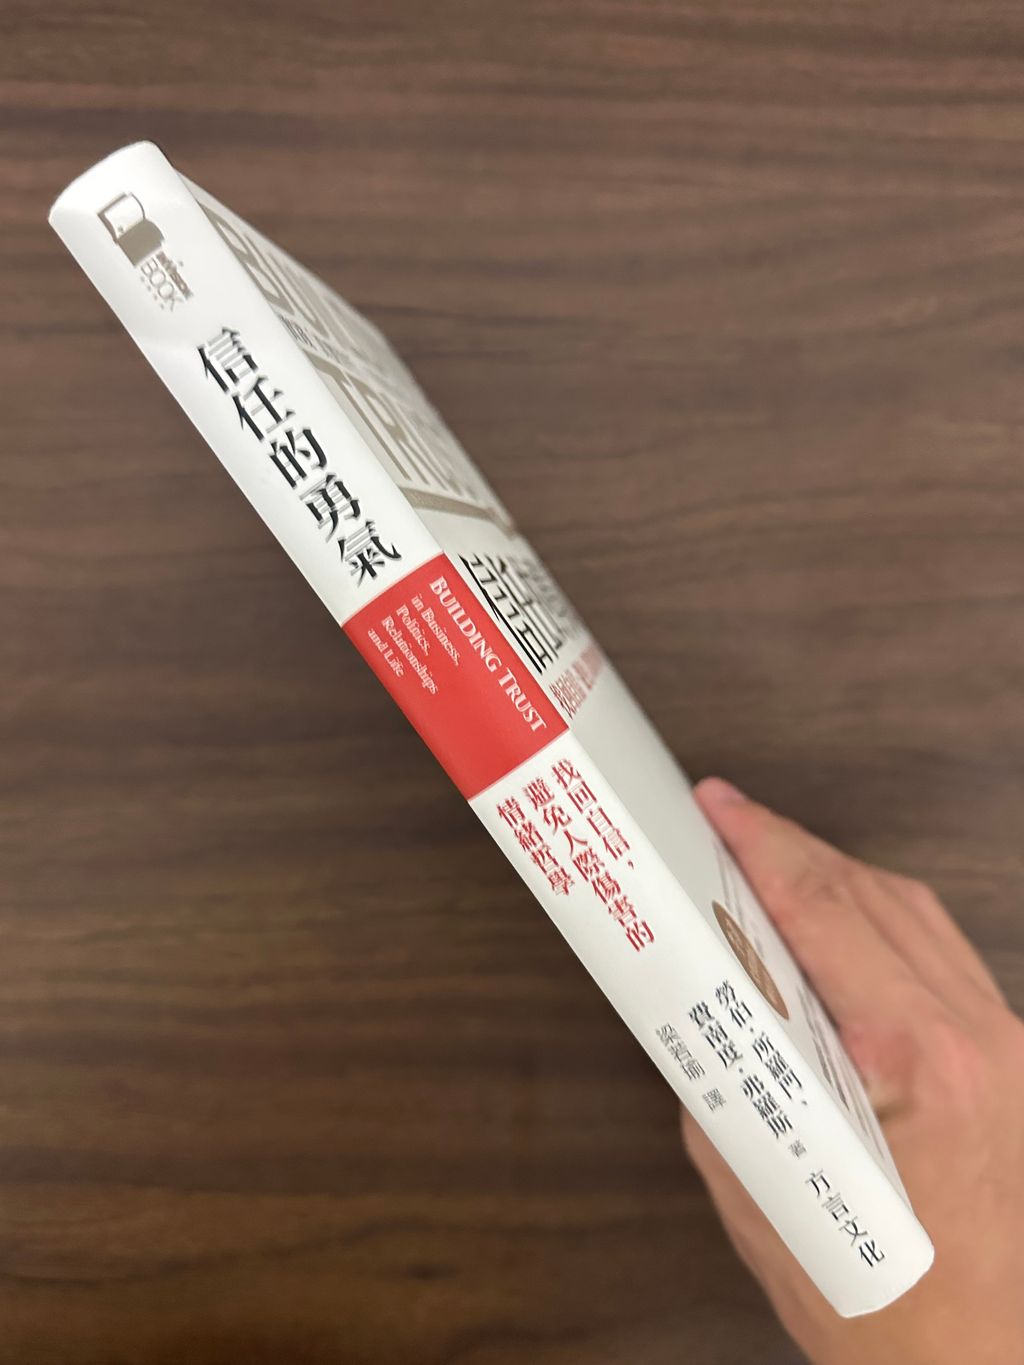 BOOK
信任的勇氣
BUILDING TRUST
in Business,
Politics,
Relationships
and Life
找回自信，
避免人際傷害的
情緒哲學
勞伯．所羅門，
費南度．弗羅斯 著
梁若瑜 譯
方言文化